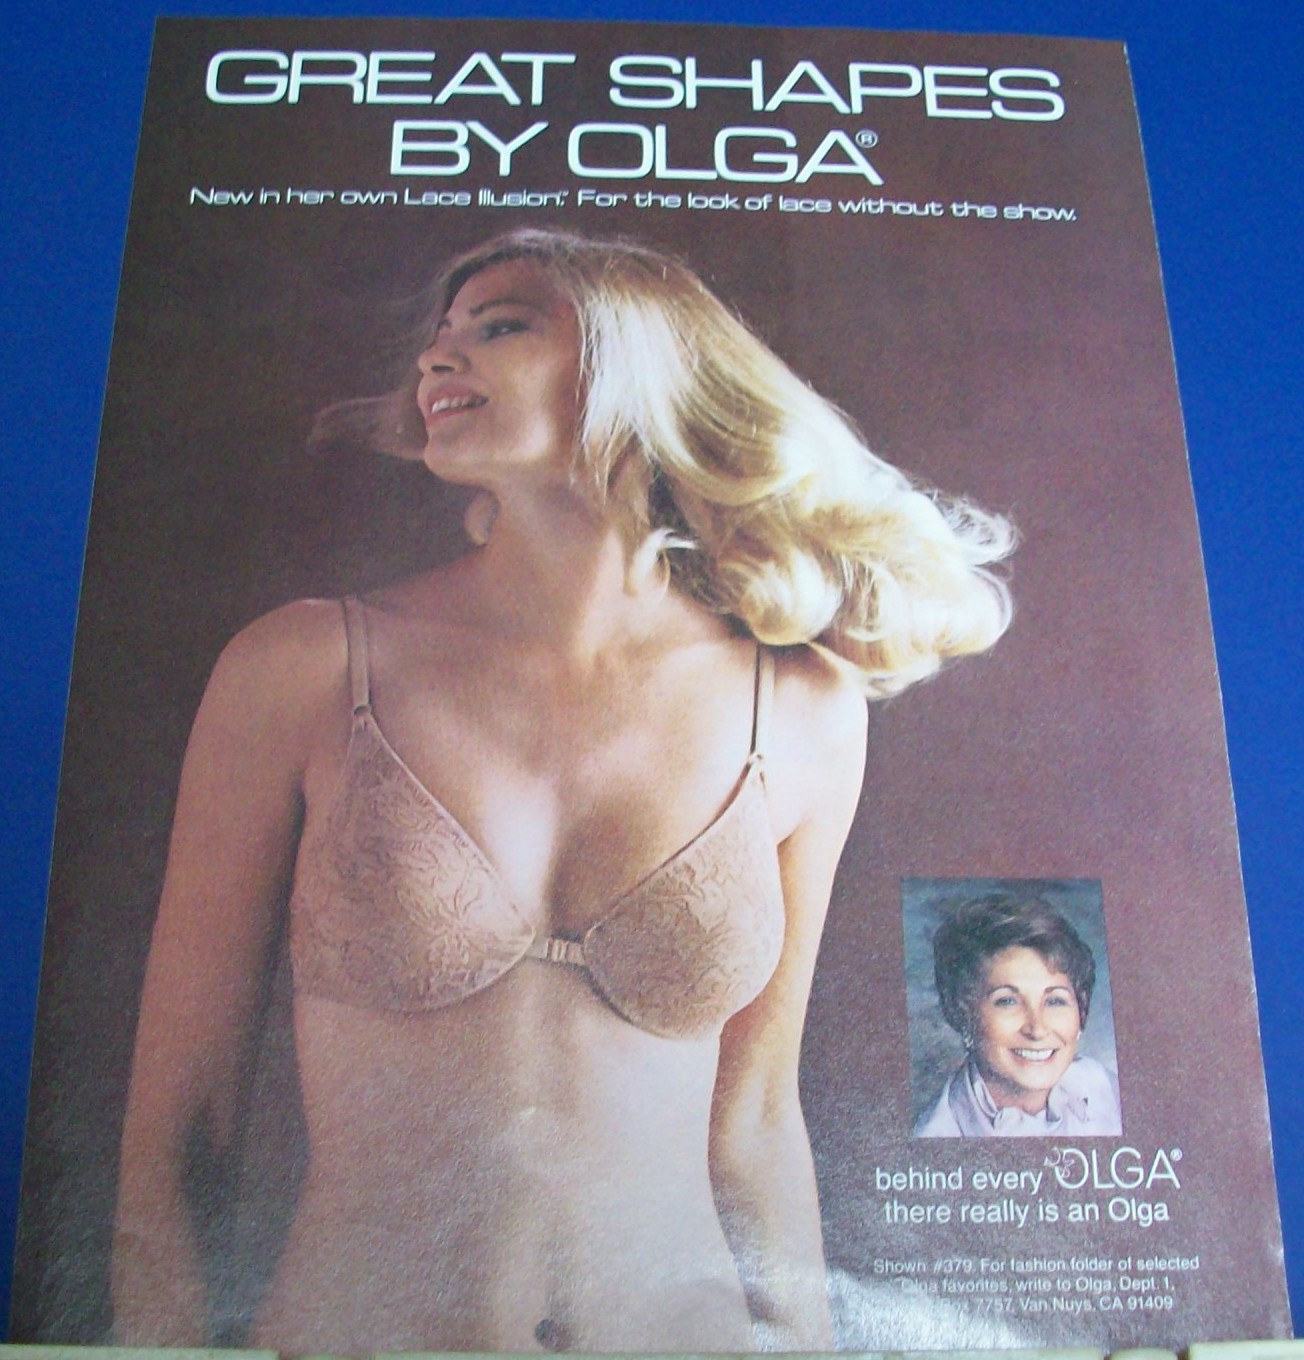 GREAT SHAPES
BY OLGA®
New in her own Lace Illusion.™ For the look of lace without the show.
behind every OLGA®
there really is an Olga
Shown #379. For fashion folder of selected
Olga favorites, write to Olga, Dept. 1,
Box 7757, Van Nuys, CA 91409